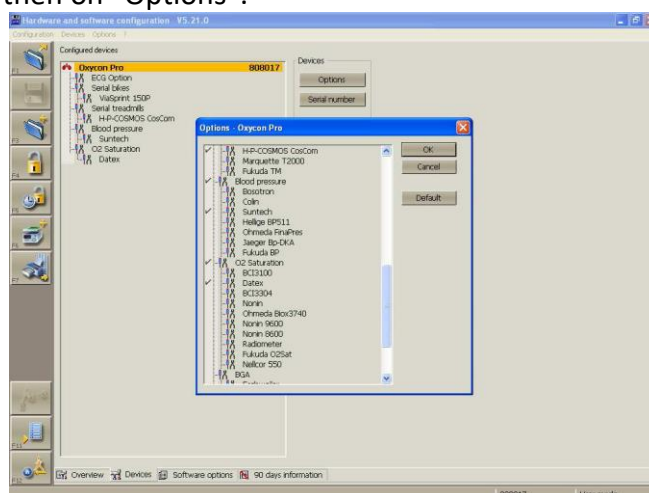 then on "Options".
Hardware and software configuration V5.21.0
Configuration Devices Options ?
Configured devices
Oxycon Pro 808017
ECG Option
Serial bikes
ViaSprint 150P
Serial treadmills
H-P-COSMOS CosCom
Blood pressure
Suntech
O2 Saturation
Datex
Devices
Options
Serial number
Options - Oxycon Pro
H-P-COSMOS CosCom
Marquette T2000
Fukuda TM
Blood pressure
Bosotron
Colin
Suntech
Hellige BP511
Ohmeda FinaPres
Jaeger Bp-DKA
Fukuda BP
O2 Saturation
BCI3100
Datex
BCI3304
Nonin
Ohmeda Biox3740
Nonin 9600
Nonin 8600
Radiometer
Fukuda O2Sat
Nellcor 550
BGA
OK
Cancel
Default
F1
F3
F4
F5
F6
F7
F11
F12
Overview Devices Software options 90 days information